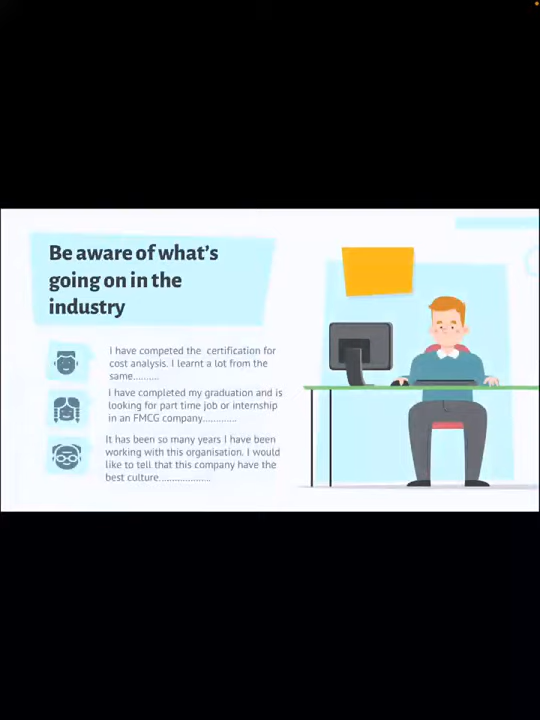 Be aware of what's
going on in the
industry
I have competed the certification for
cost analysis. I learnt a lot from the
same..........
I have completed my graduation and is
looking for part time job or internship
in an FMCG company.............
It has been so many years I have been
working with this organisation. I would
like to tell that this company have the
best culture...................